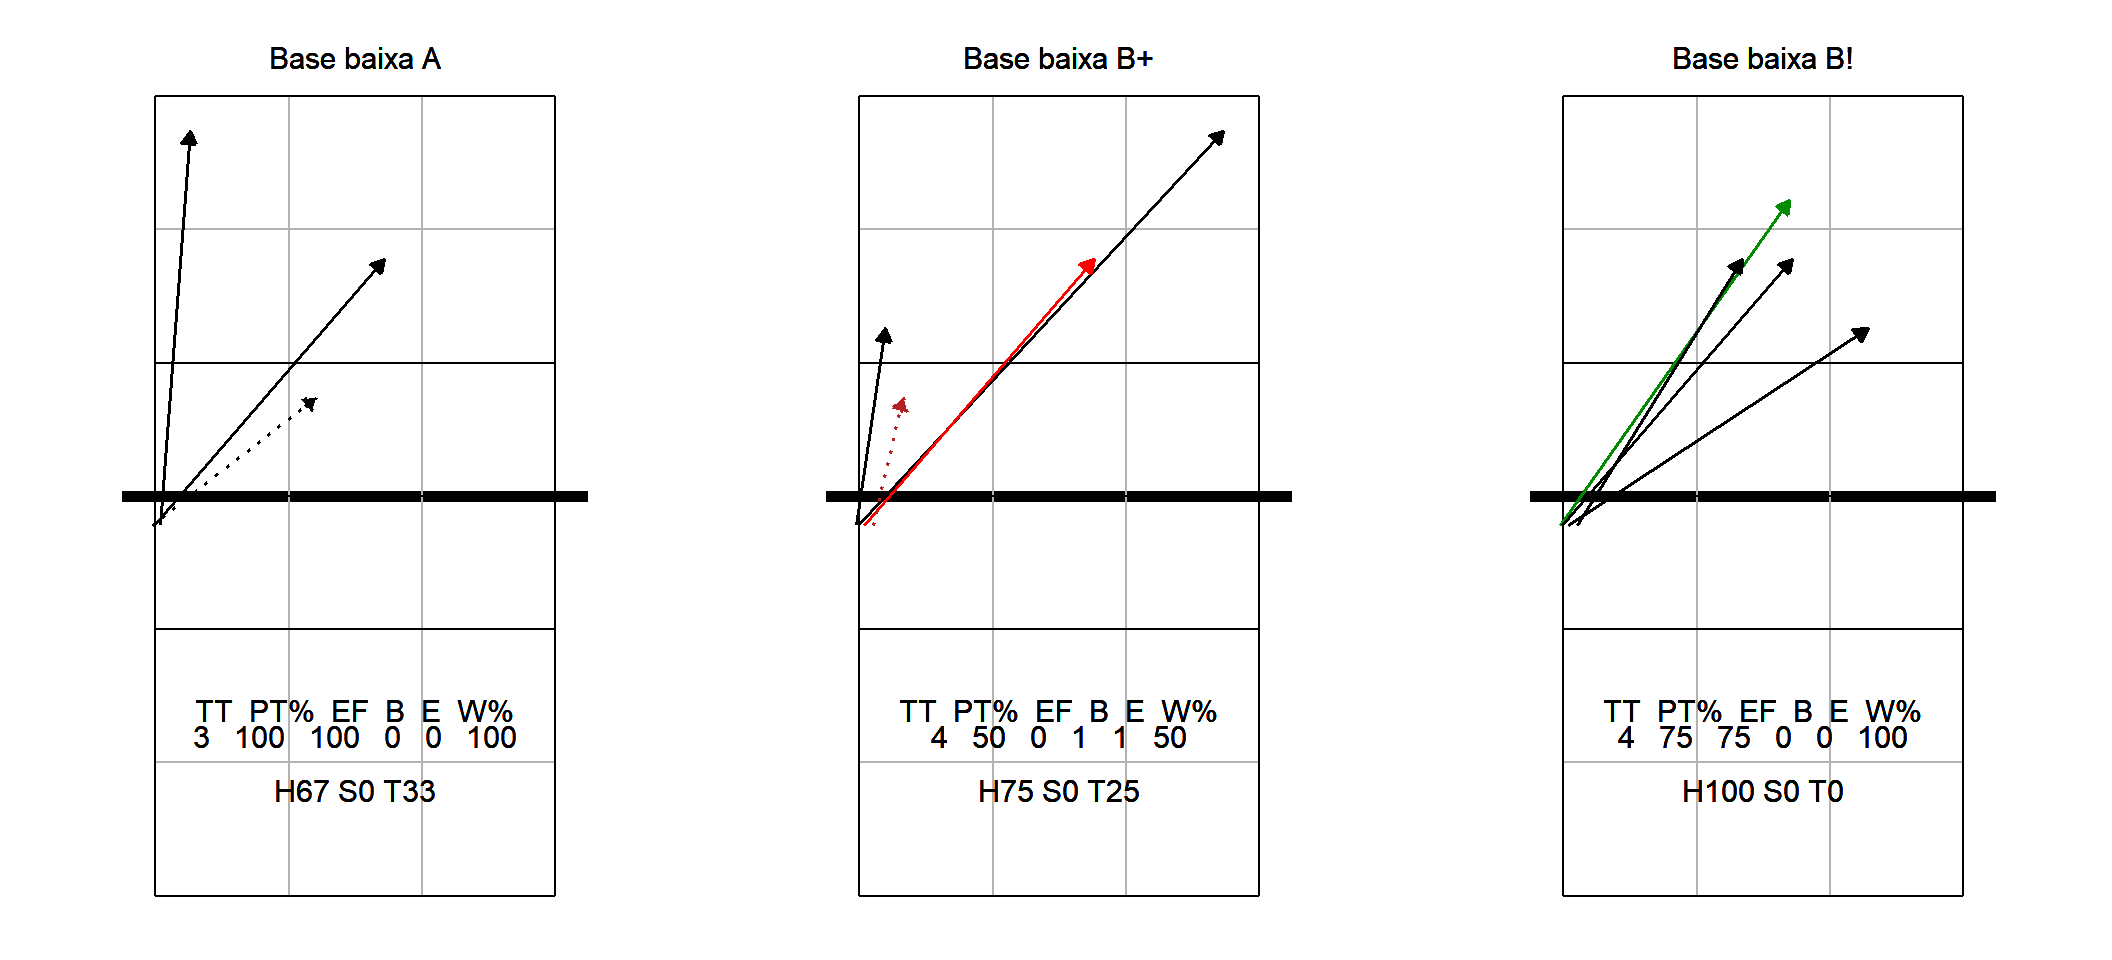 Base baixa A
TT PT% EF B E W%
3 100 100 0 0 100
H67 S0 T33
Base baixa B+
TT PT% EF B E W%
4 50 0 1 1 50
H75 S0 T25
Base baixa B!
TT PT% EF B E W%
4 75 75 0 0 100
H100 S0 T0